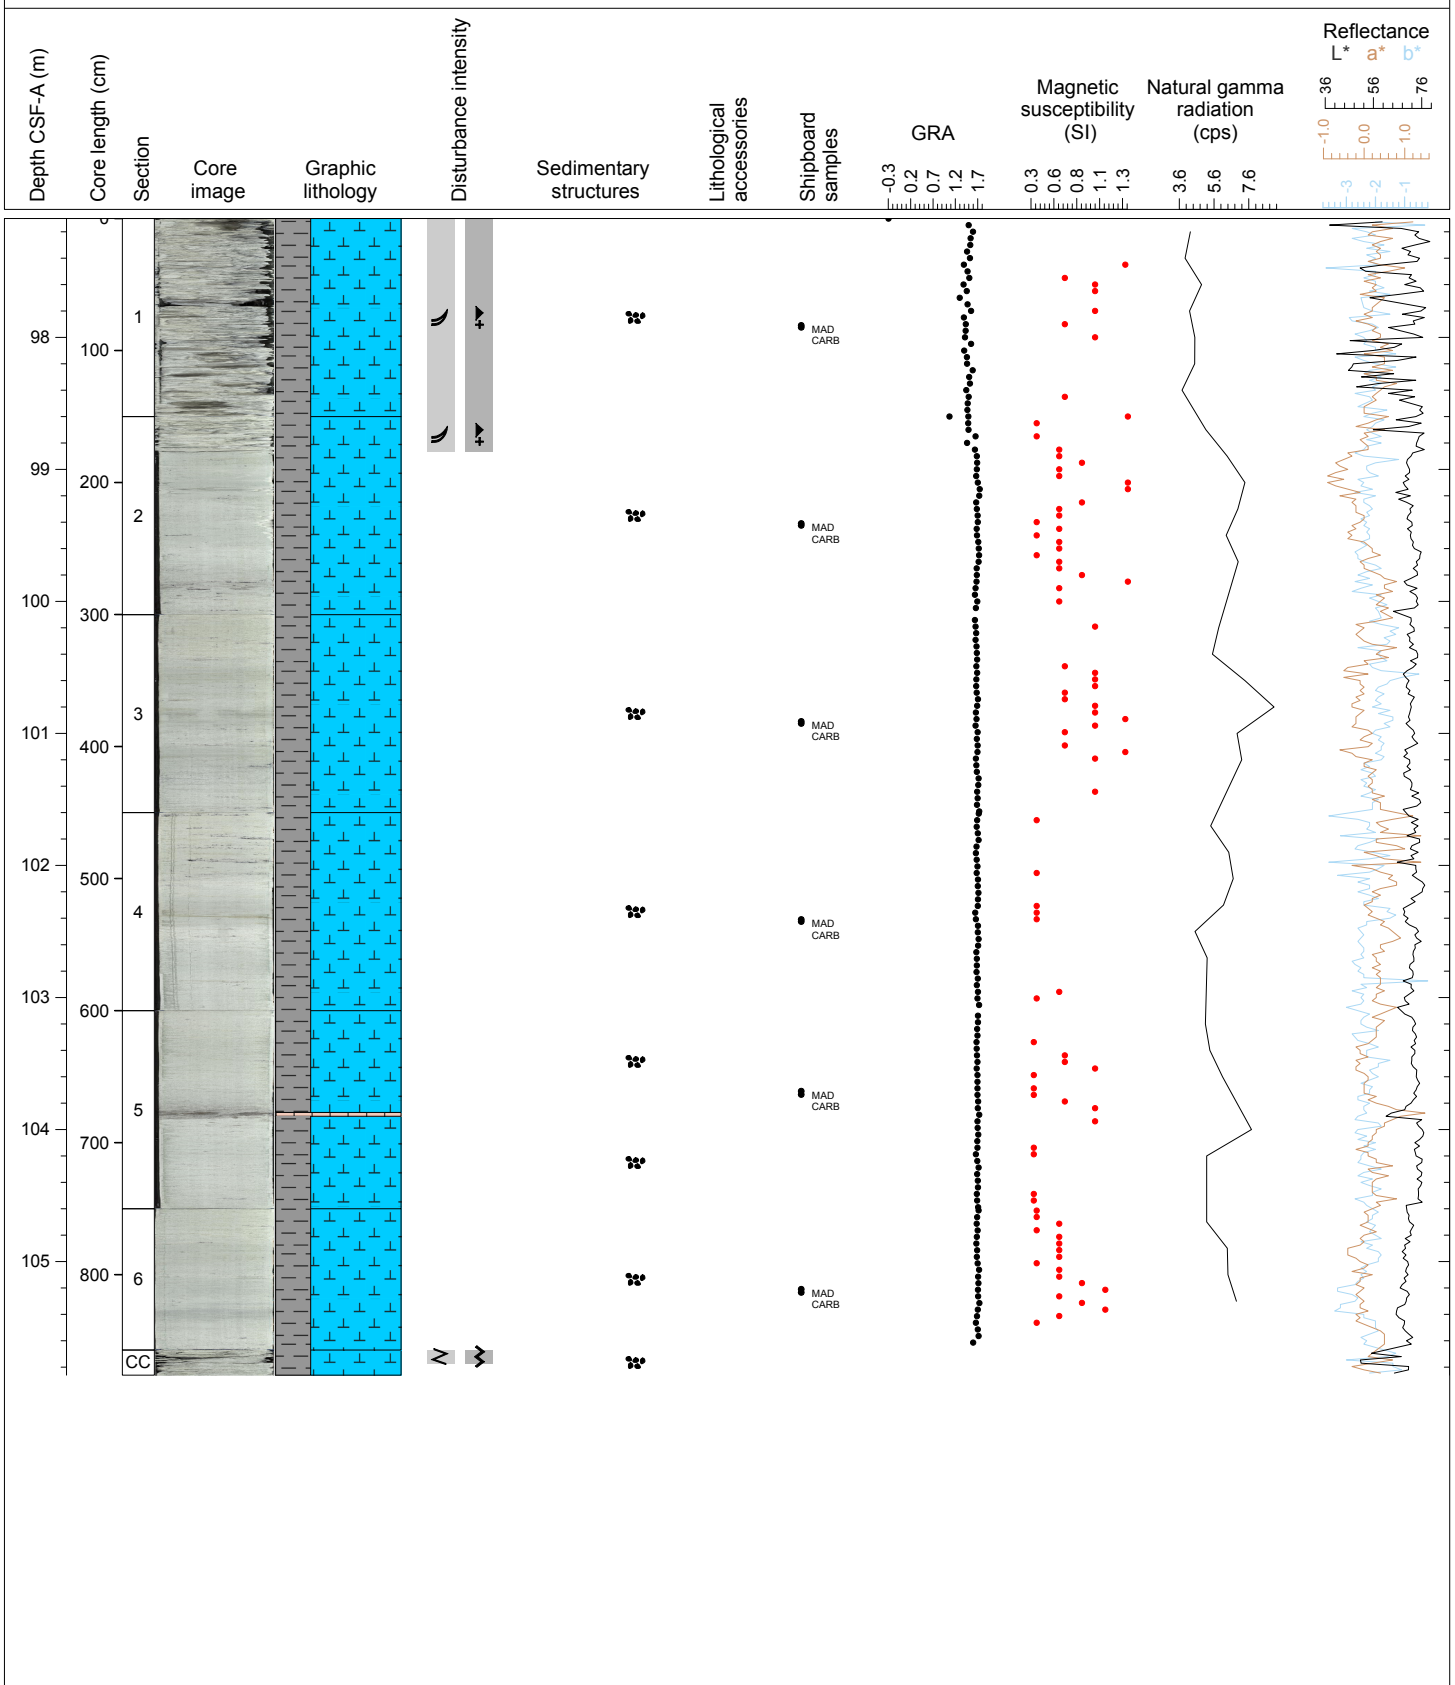 Depth CSF-A (m)
Core length (cm)
Section
Core
image
Graphic
lithology
Disturbance intensity
Sedimentary
structures
Lithological
accessories
Shipboard
samples
GRA
-0.3 0.2 0.7 1.2 1.7
Magnetic
susceptibility
(SI)
0.3 0.6 0.8 1.1 1.3
Natural gamma
radiation
(cps)
3.6 5.6 7.6
Reflectance
L* a* b*
36 56 76
-1.0 0.0 1.0
-3 -2 -1
0
1
MAD
98
CARB
100
99
200
2
MAD
CARB
100
300
3
MAD
101
CARB
400
102
500
4
MAD
CARB
103
600
MAD
5
CARB
104
700
105
800
6
MAD
CARB
CC